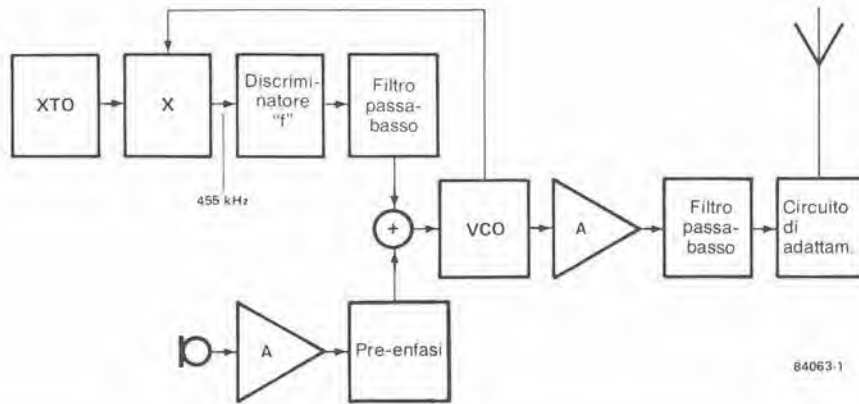 XTO
X
Discrimi-
natore
"f"
Filtro
passa-
basso
455 kHz
+
VCO
A
Filtro
passa-
basso
Circuito
di
adattam.
A
Pre-enfasi
84063-1